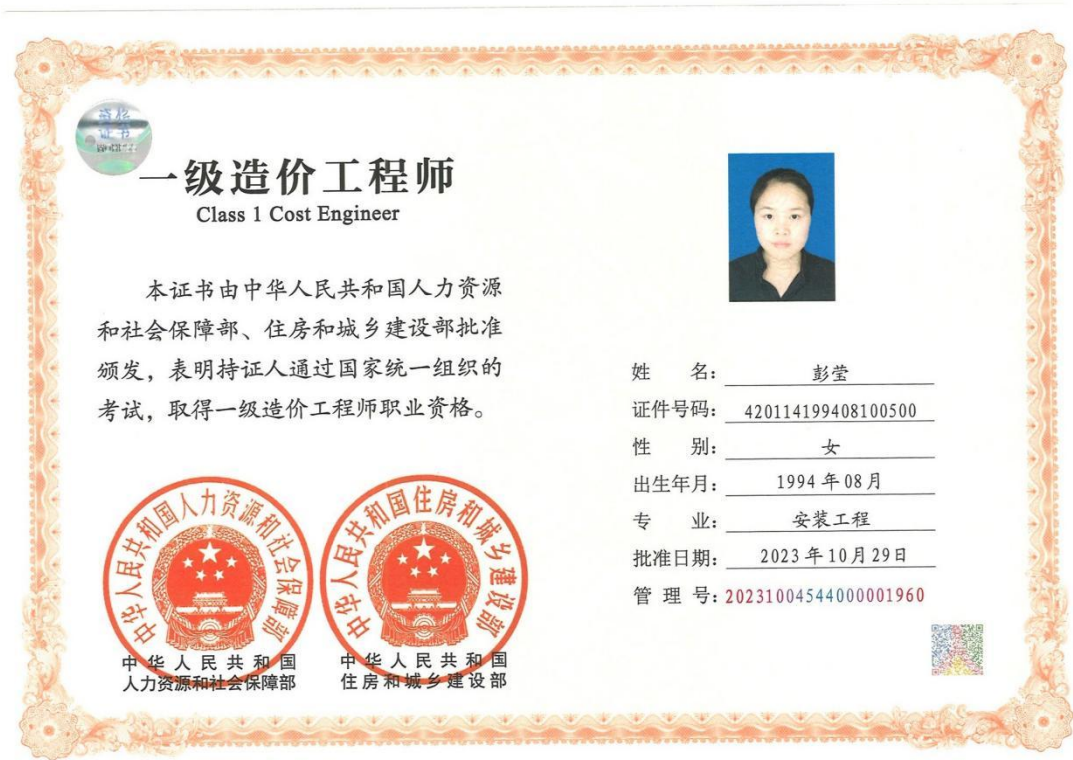 资格
证书
一级造价工程师
Class 1 Cost Engineer
本证书由中华人民共和国人力资源
和社会保障部、住房和城乡建设部批准
颁发，表明持证人通过国家统一组织的
考试，取得一级造价工程师职业资格。
中华人民共和国人力资源和社会保障部
中华人民共和国
人力资源和社会保障部
中华人民共和国住房和城乡建设部
中华人民共和国
住房和城乡建设部
姓 名： 彭莹
证件号码： 420114199408100500
性 别： 女
出生年月： 1994年08月
专 业： 安装工程
批准日期： 2023年10月29日
管 理 号：20231004544000001960